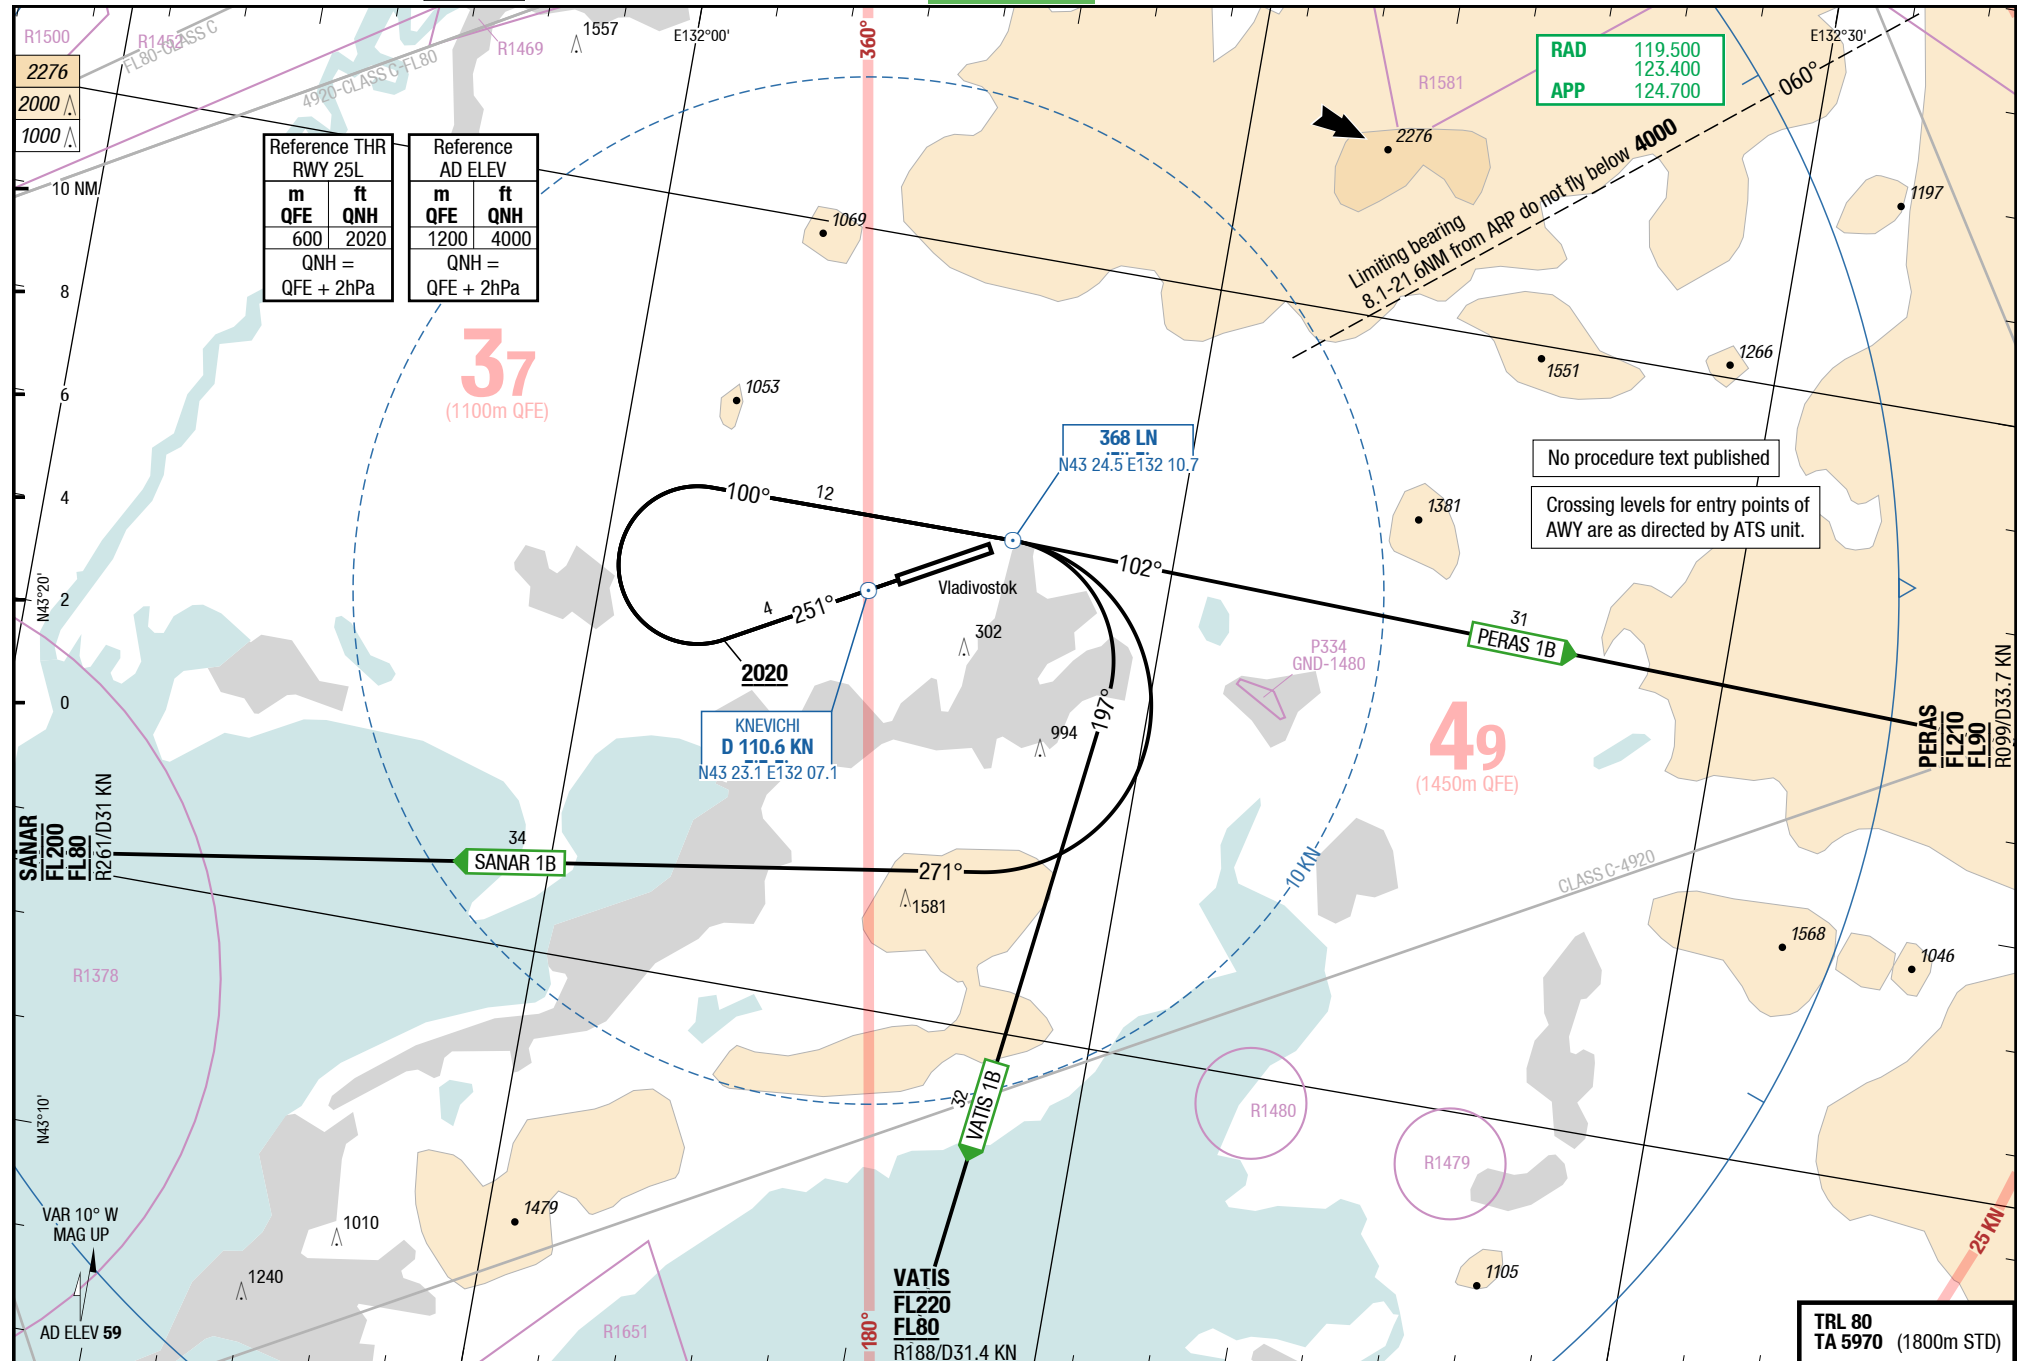 R1500
R1452
FL80-CLASS C
4920-CLASS C-FL80
R1469
1557
E132°00'
360°
R1581
RAD 119.500
123.400
APP 124.700
E132°30'
060°
2276
2000
1000
10 NM
8
6
4
2
0
Reference THR
RWY 25L
m ft
QFE QNH
600 2020
QNH =
QFE + 2hPa
Reference
AD ELEV
m ft
QFE QNH
1200 4000
QNH =
QFE + 2hPa
1069
2276
1197
Limiting bearing
8.1-21.6NM from ARP do not fly below 4000
37
(1100m QFE)
1053
1551
1266
368 LN
N43 24.5 E132 10.7
No procedure text published
Crossing levels for entry points of
AWY are as directed by ATS unit.
1381
100°
12
102°
31
PERAS 1B
Vladivostok
4
251°
2020
302
P334
GND-1480
N43°20'
KNEVICHI
D 110.6 KN
N43 23.1 E132 07.1
994
197°
49
(1450m QFE)
PERAS
FL210
FL90
R099/D33.7 KN
SANAR
FL200
FL80
R261/D31 KN
34
SANAR 1B
271°
1581
10 KN
CLASS C-4920
1568
1046
R1378
32
VATIS 1B
R1480
R1479
N43°10'
1479
1010
1240
1105
25 KN
VAR 10° W
MAG UP
AD ELEV 59
R1651
180°
VATIS
FL220
FL80
R188/D31.4 KN
TRL 80
TA 5970 (1800m STD)